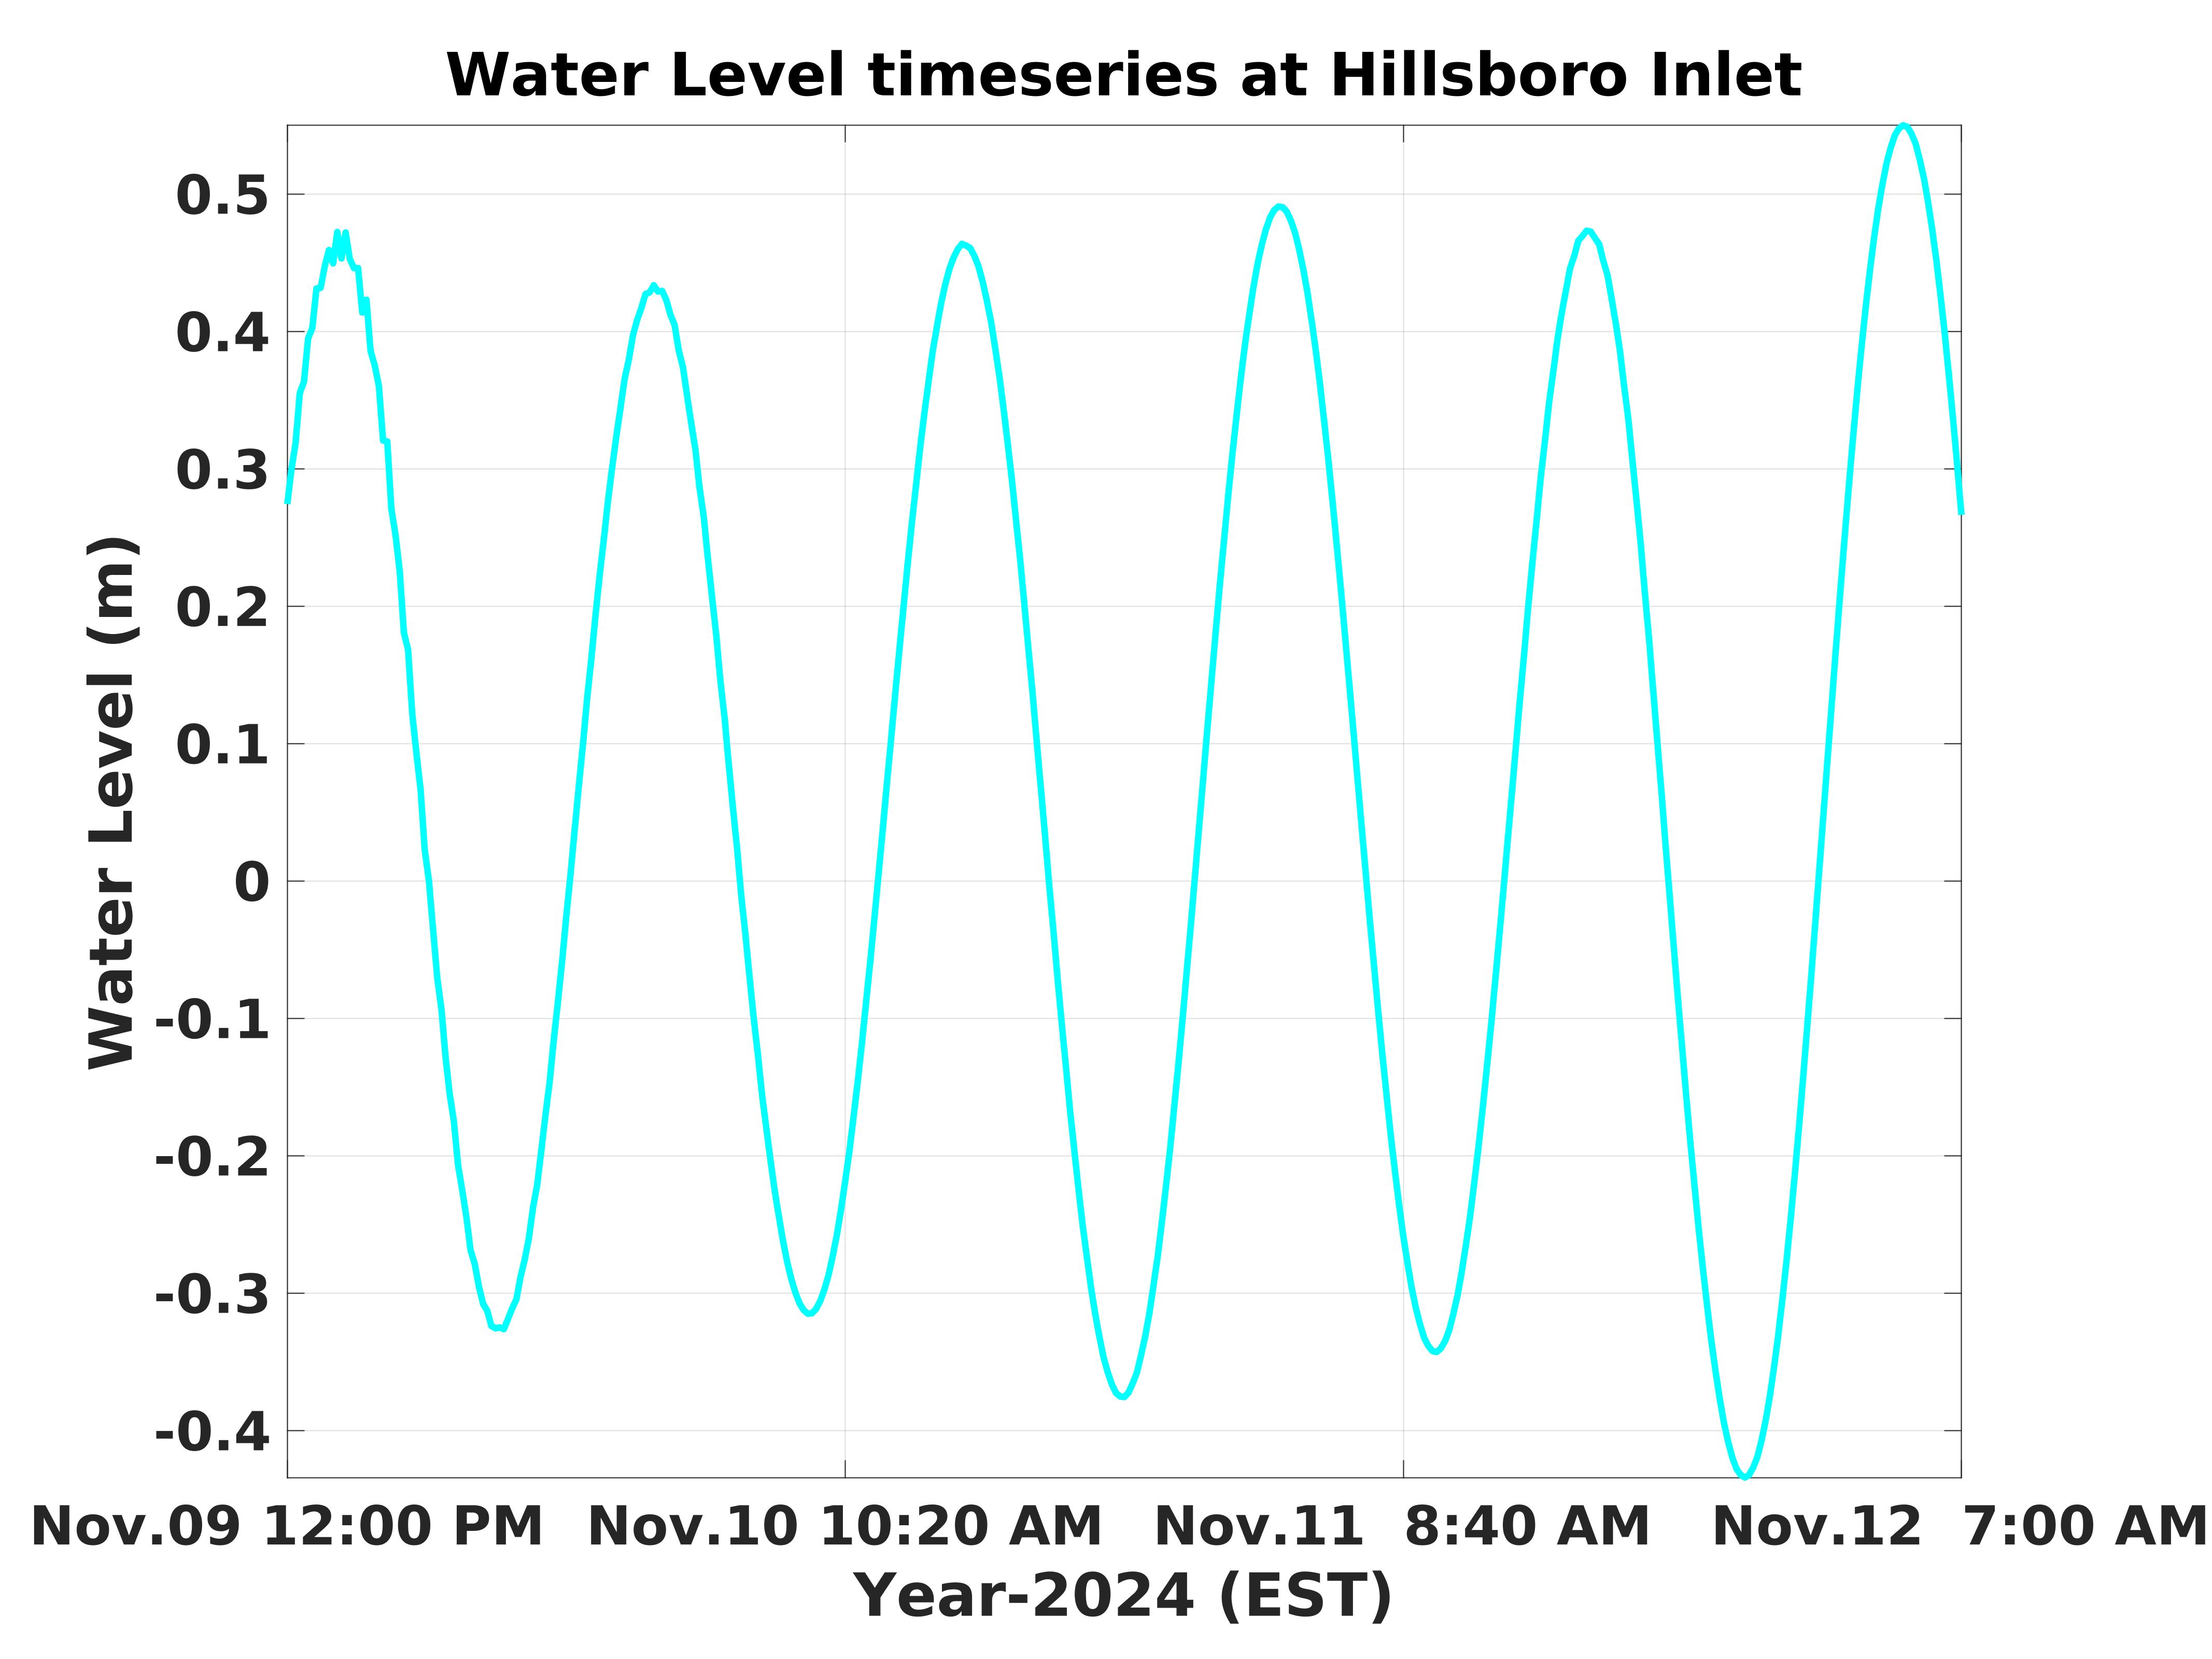 Water Level timeseries at Hillsboro Inlet
0.5
0.4
0.3
0.2
0.1
0
-0.1
-0.2
-0.3
-0.4
Water Level (m)
Nov.09 12:00 PM Nov.10 10:20 AM Nov.11 8:40 AM Nov.12 7:00 AM
Year-2024 (EST)